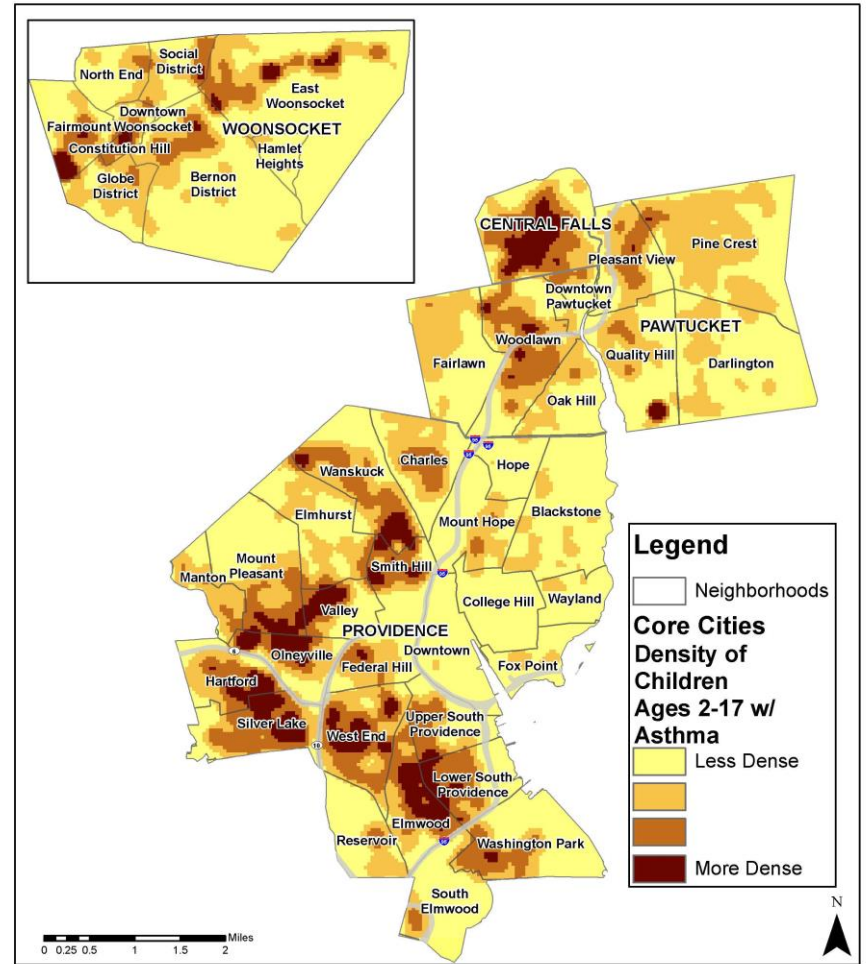 Social
District
North End
East
Woonsocket
Downtown
Fairmount Woonsocket
WOONSOCKET
Constitution Hill
Hamlet
Heights
Globe
District
Bernon
District
CENTRAL FALLS
Pine Crest
Pleasant View
Downtown
Pawtucket
PAWTUCKET
Woodlawn
Fairlawn
Quality Hill
Darlington
Oak Hill
95
Charles
Wanskuck
Hope
Elmhurst
Mount Hope
Blackstone
Mount
Pleasant
Smith Hill
Manton
College Hill
Wayland
Valley
PROVIDENCE
Downtown
6
Olneyville
Federal Hill
Fox Point
Hartford
Silver Lake
Upper South
Providence
West End
10
Lower South
Providence
Elmwood
Reservoir
Washington Park
South
Elmwood
Legend
Neighborhoods
Core Cities
Density of
Children
Ages 2-17 w/
Asthma
Less Dense
More Dense
N
Miles
0 0.25 0.5 1 1.5 2